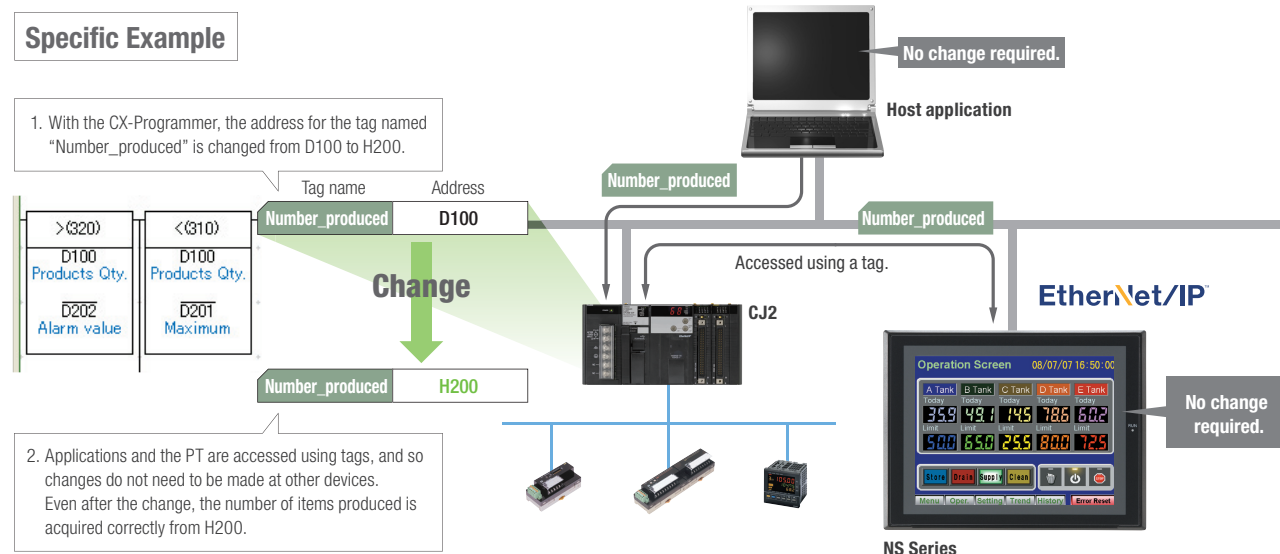 Specific Example
No change required.
Host application
1. With the CX-Programmer, the address for the tag named
“Number_produced” is changed from D100 to H200.
Tag name
Address
Number_produced
D100
Number_produced
Number_produced
>(320)
D100
Products Qty.
D202
Alarm value
<(310)
D100
Products Qty.
D201
Maximum
Change
Accessed using a tag.
CJ2
EtherNet/IP
Number_produced
H200
Operation Screen 08/07/07 16:50:00
A Tank B Tank C Tank D Tank E Tank
Today Today Today Today Today
35.9 49.1 14.5 78.6 60.2
Limit Limit Limit Limit Limit
50.0 65.0 25.5 80.0 72.5
Store Drain Supply Clean
Menu Oper. Setting Trend History Error Reset
RUN
No change
required.
2. Applications and the PT are accessed using tags, and so
changes do not need to be made at other devices.
Even after the change, the number of items produced is
acquired correctly from H200.
NS Series